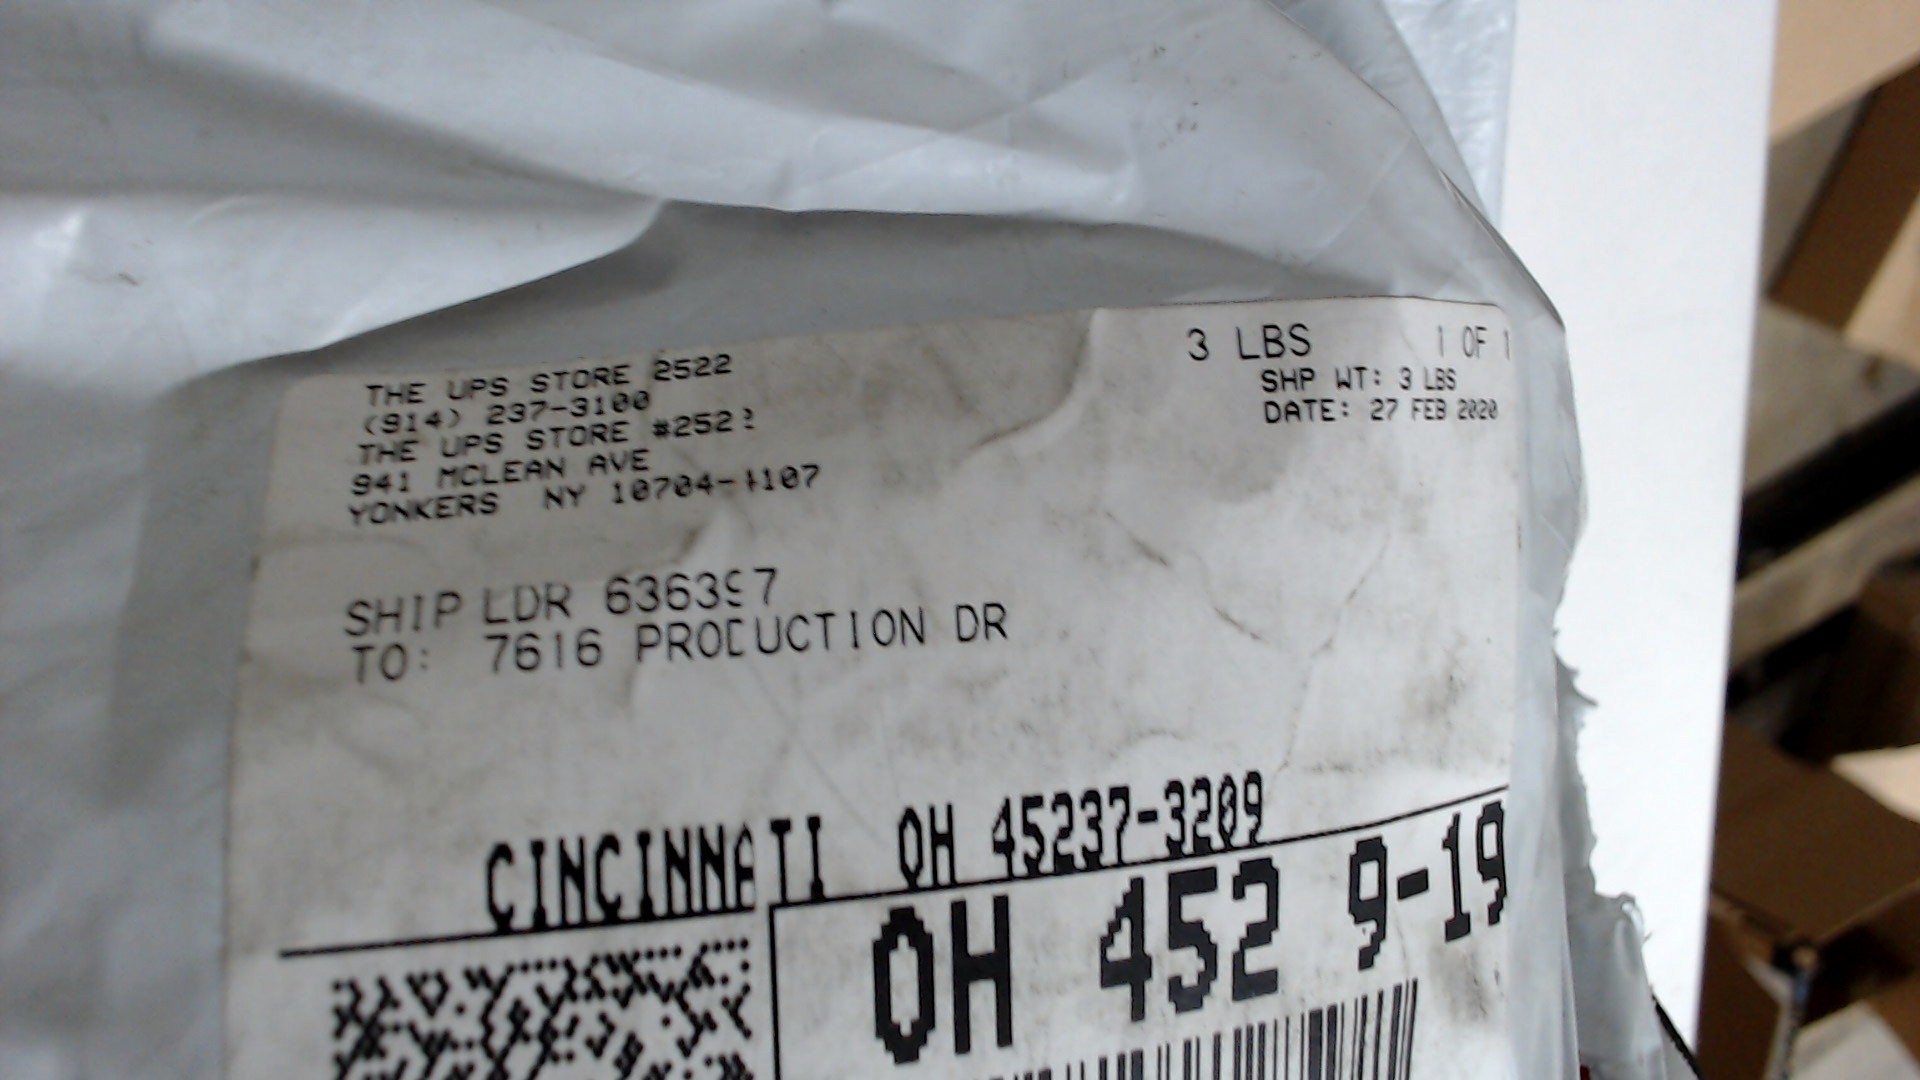 THE UPS STORE 2522
(914) 237-3100
THE UPS STORE #2522
941 MCLEAN AVE
YONKERS NY 10704-4107
3 LBS 1 OF 1
SHP WT: 3 LBS
DATE: 27 FEB 2020
SHIP LDR 636397
TO: 7616 PRODUCTION DR
CINCINNATI OH 45237-3209
OH 452 9-19